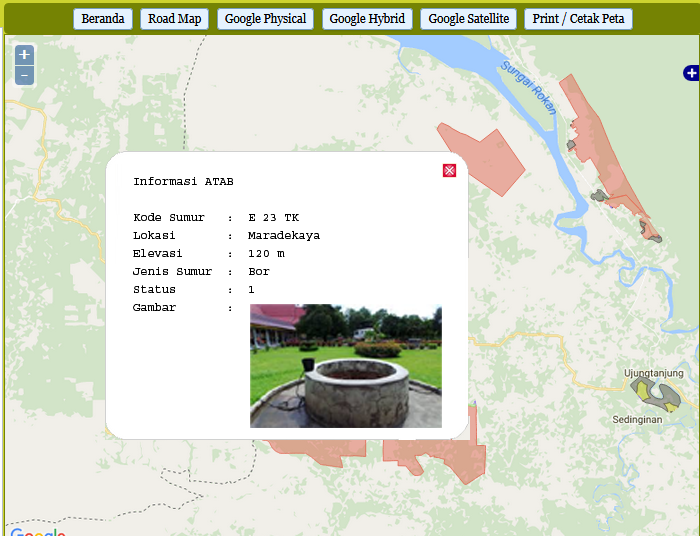 Beranda
Road Map
Google Physical
Google Hybrid
Google Satellite
Print / Cetak Peta
+
−
Sungai Rokan
+
Informasi ATAB
Kode Sumur : E 23 TK
Lokasi : Maradekaya
Elevasi : 120 m
Jenis Sumur : Bor
Status : 1
Gambar :
Ujungtanjung
Sedinginan
Google